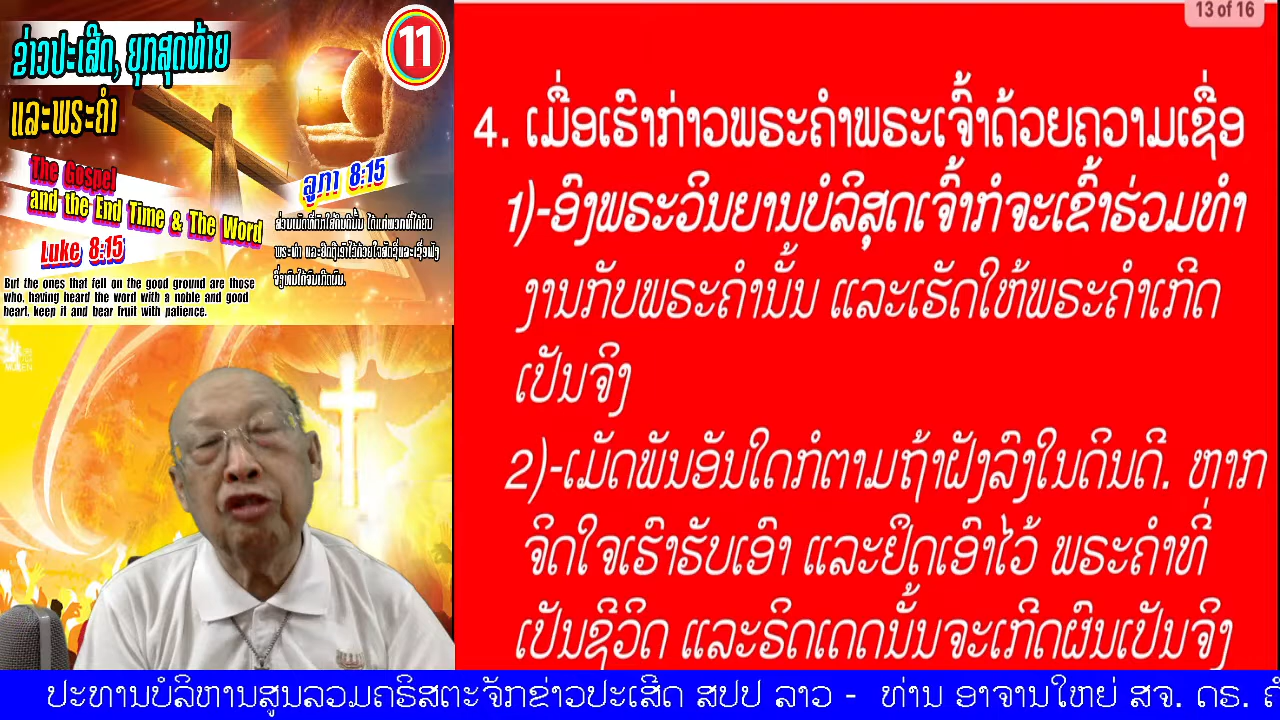 ຂ່າວປະເສີດ, ຍຸກສຸດທ້າຍ
ແລະພຣະຄຳ
11
The Gospel
and the End Time & The Word
Luke 8:15
But the ones that fell on the good ground are those
who, having heard the word with a noble and good
heart, keep it and bear fruit with patience.
ລູກາ 8:15
13 of 16
4. ເມື່ອເຮົາກ່າວພຣະຄຳພຣະເຈົ້າດ້ວຍຄວາມເຊື່ອ
1)-ອົງພຣະວິນຍານບໍລິສຸດເຈົ້າກໍຈະເຂົ້າຮ່ວມທຳ
ງານກັບພຣະຄຳນັ້ນ ແລະເຮັດໃຫ້ພຣະຄຳເກີດ
ເປັນຈິງ
2)-ເມັດພັນອັນໃດກໍຕາມຖ້າຝັງລົງໃນດິນດີ. ຫາກ
ຈິດໃຈເຮົາຮັບເອົາ ແລະຢຶດເອົາໄວ້ ພຣະຄຳທີ່
ເປັນຊີວິດ ແລະຣິດເດດນັ້ນຈະເກີດຜົນເປັນຈິງ
ປະທານບໍລິຫານສູນລວມຄຣິສຕະຈັກຂ່າວປະເສີດ ສປປ ລາວ - ທ່ານ ອາຈານໃຫຍ່ ສຈ. ດຣ.